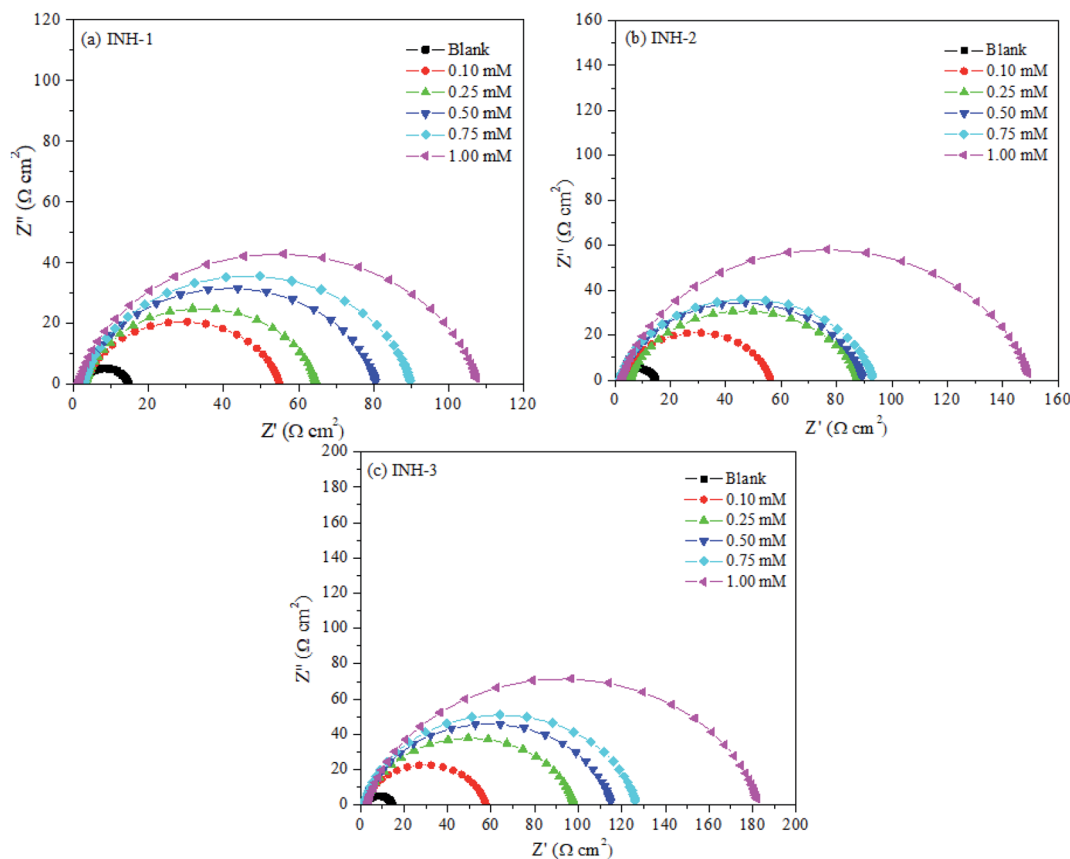 (a) INH-1
Blank
0.10 mM
0.25 mM
0.50 mM
0.75 mM
1.00 mM
120
100
80
60
40
20
0
Z'' (Ω cm²)
0 20 40 60 80 100 120
Z' (Ω cm²)
(b) INH-2
Blank
0.10 mM
0.25 mM
0.50 mM
0.75 mM
1.00 mM
160
140
120
100
80
60
40
20
0
Z'' (Ω cm²)
0 20 40 60 80 100 120 140 160
Z' (Ω cm²)
(c) INH-3
Blank
0.10 mM
0.25 mM
0.50 mM
0.75 mM
1.00 mM
200
180
160
140
120
100
80
60
40
20
0
Z'' (Ω cm²)
0 20 40 60 80 100 120 140 160 180 200
Z' (Ω cm²)